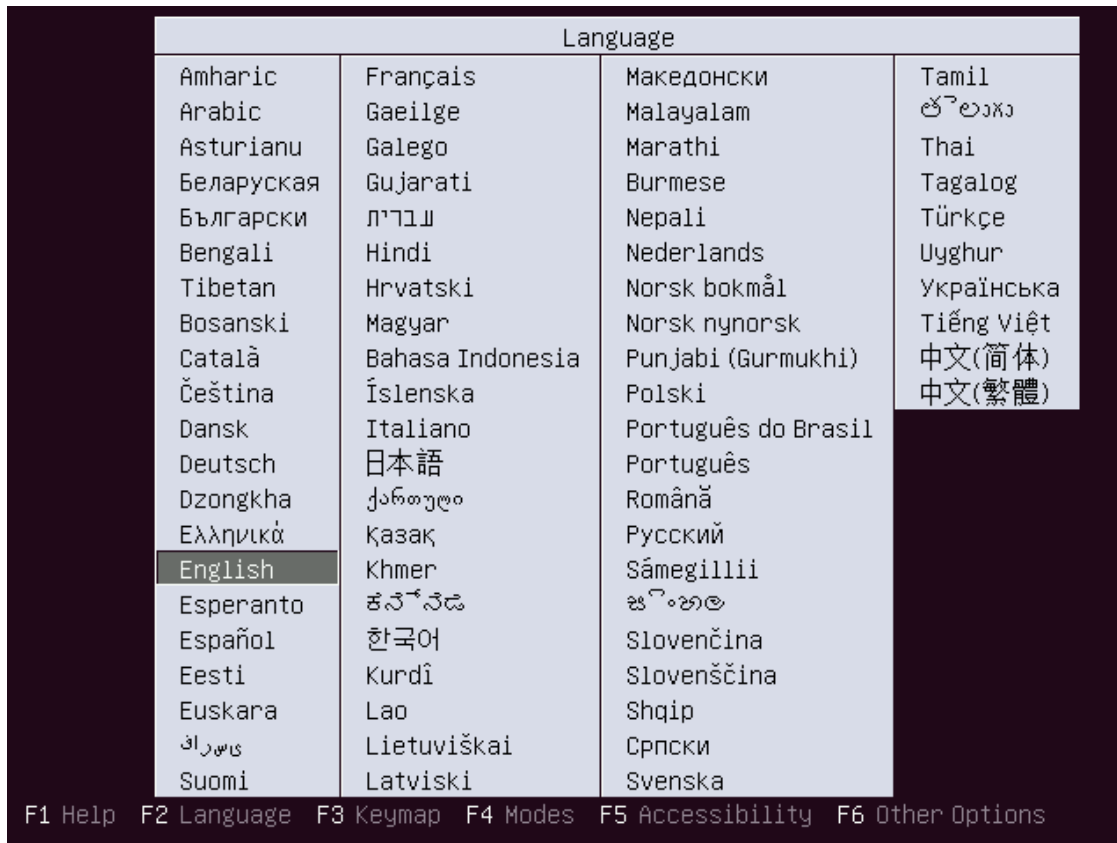 Language
Amharic
Arabic
Asturianu
Беларуская
Български
Bengali
Tibetan
Bosanski
Català
Čeština
Dansk
Deutsch
Dzongkha
Ελληνικά
English
Esperanto
Español
Eesti
Euskara
فارسی
Suomi
Français
Gaeilge
Galego
Gujarati
עברית
Hindi
Hrvatski
Magyar
Bahasa Indonesia
Íslenska
Italiano
日本語
ქართული
Қазақ
Khmer
한국어
Kurdî
Lao
Lietuviškai
Latviski
Македонски
Malayalam
Marathi
Burmese
Nepali
Nederlands
Norsk bokmål
Norsk nynorsk
Punjabi (Gurmukhi)
Polski
Português do Brasil
Português
Română
Русский
Sámegillii
සිංහල
Slovenčina
Slovenščina
Shqip
Српски
Svenska
Tamil
Thai
Tagalog
Türkçe
Uyghur
Українська
Tiếng Việt
中文(简体)
中文(繁體)
F1 Help F2 Language F3 Keymap F4 Modes F5 Accessibility F6 Other Options